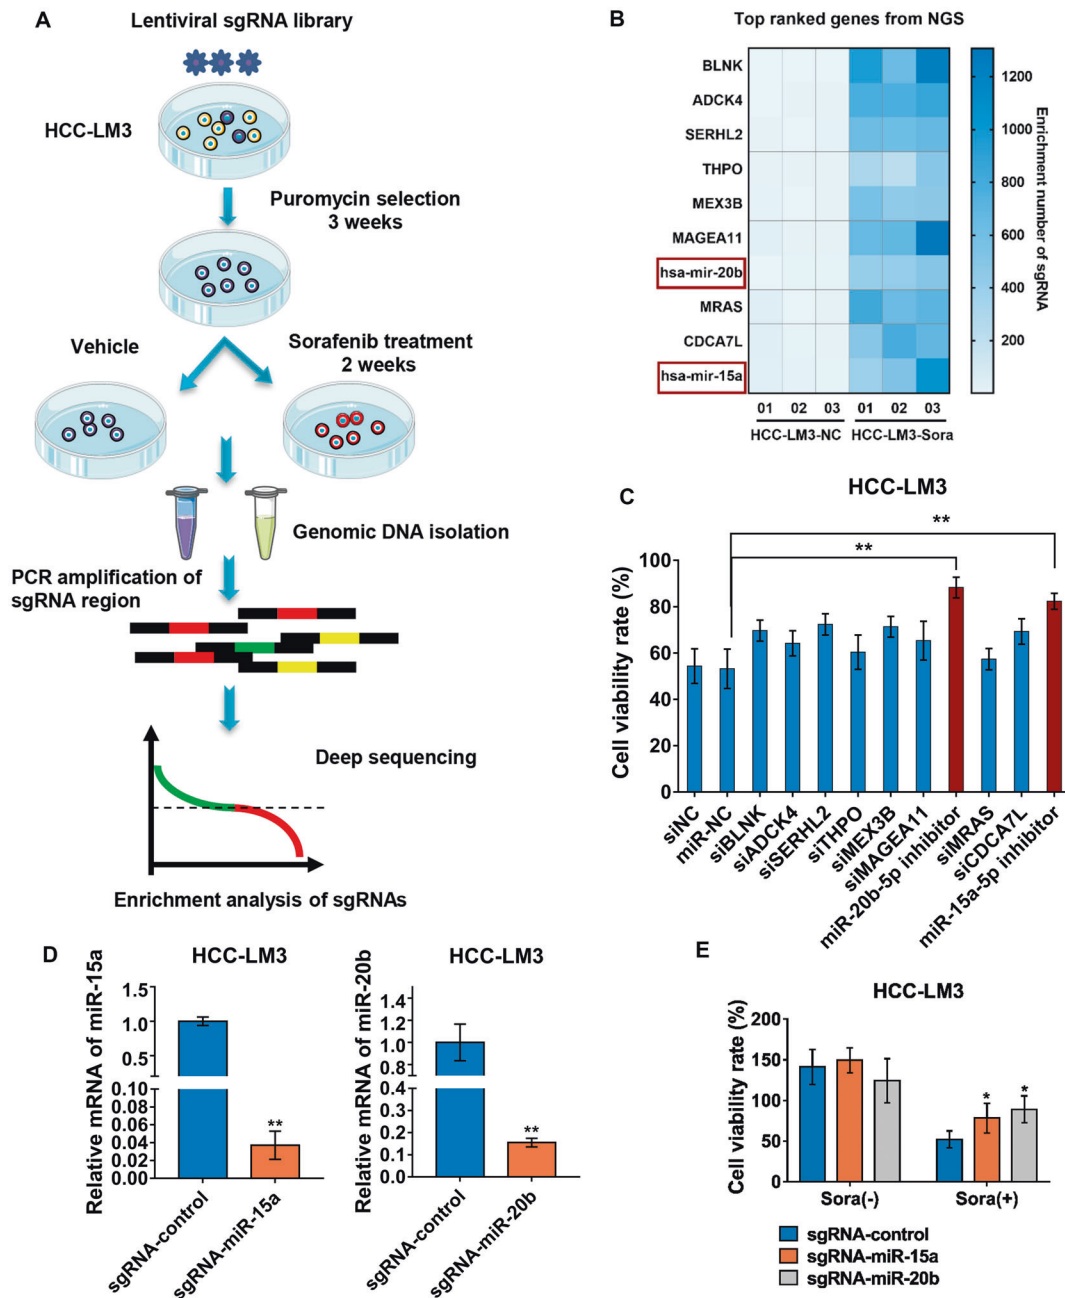 A
Lentiviral sgRNA library
HCC-LM3
Puromycin selection
3 weeks
Vehicle
Sorafenib treatment
2 weeks
Genomic DNA isolation
PCR amplification of
sgRNA region
Deep sequencing
Enrichment analysis of sgRNAs
B
Top ranked genes from NGS
BLNK
ADCK4
SERHL2
THPO
MEX3B
MAGEA11
hsa-mir-20b
MRAS
CDCA7L
hsa-mir-15a
01 02 03 01 02 03
HCC-LM3-NC HCC-LM3-Sora
1200
1000
800
600
400
200
Enrichment number of sgRNA
C
HCC-LM3
**
**
Cell viability rate (%)
100
80
60
40
20
0
siNC
miR-NC
siBLNK
siADCK4
siSERHL2
siTHPO
siMEX3B
siMAGEA11
miR-20b-5p inhibitor
siMRAS
siCDCA7L
miR-15a-5p inhibitor
D
HCC-LM3
Relative mRNA of miR-15a
1.5
1.0
0.5
0.10
0.08
0.06
0.04
0.02
0.00
**
sgRNA-control
sgRNA-miR-15a
HCC-LM3
Relative mRNA of miR-20b
1.4
1.2
1.0
0.8
0.4
0.3
0.2
0.1
0.0
**
sgRNA-control
sgRNA-miR-20b
E
HCC-LM3
Cell viability rate (%)
200
150
100
50
0
* *
Sora(-) Sora(+)
sgRNA-control
sgRNA-miR-15a
sgRNA-miR-20b